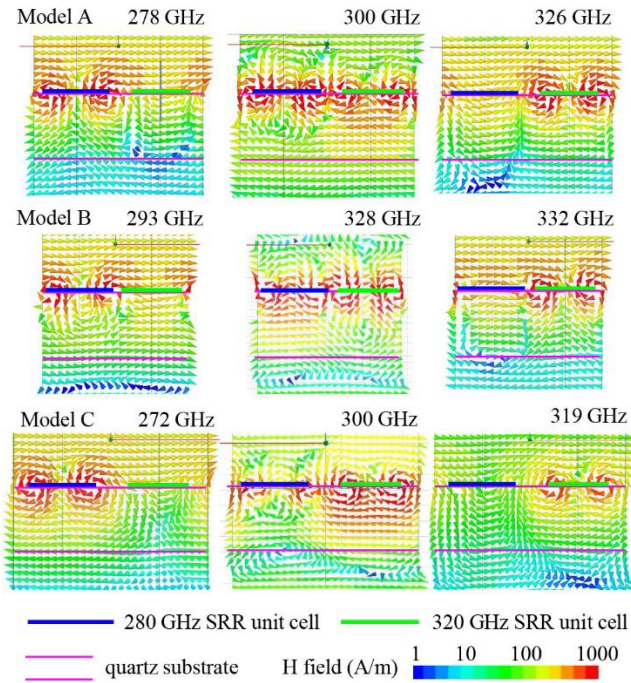 Model A 278 GHz 300 GHz 326 GHz
Model B 293 GHz 328 GHz 332 GHz
Model C 272 GHz 300 GHz 319 GHz
280 GHz SRR unit cell 320 GHz SRR unit cell
quartz substrate H field (A/m) 1 10 100 1000